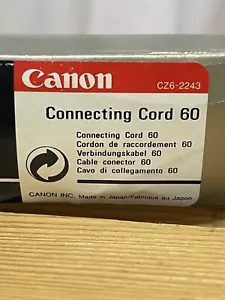 Canon
CZ6-2243
Connecting Cord 60
Connecting Cord 60
Cordon de raccordement 60
Verbindungskabel 60
Cable conector 60
Cavo di collegamento 60
CANON INC. Made in Japan/Fabriqué au Japon